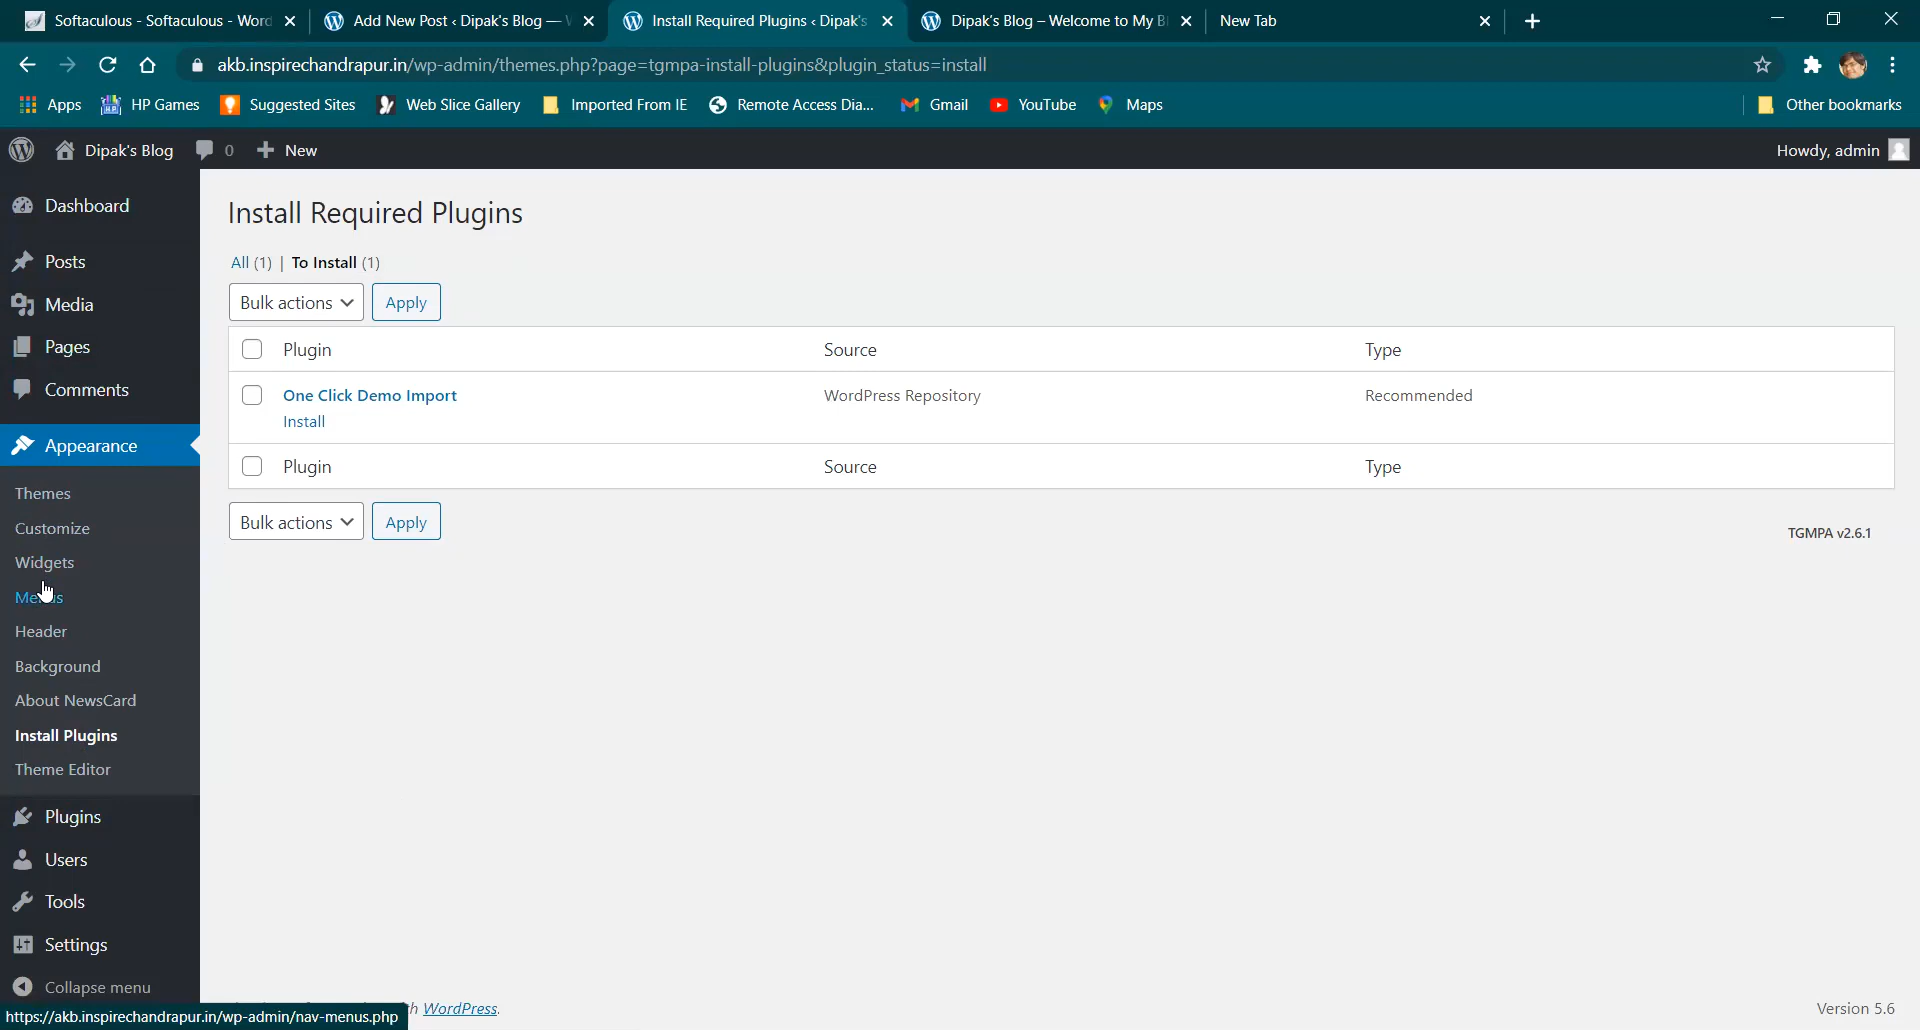 Softaculous - Softaculous - Word
Add New Post ‹ Dipak's Blog —
Install Required Plugins ‹ Dipak's
Dipak's Blog – Welcome to My B
New Tab
akb.inspirechandrapur.in/wp-admin/themes.php?page=tgmpa-install-plugins&plugin_status=install
Apps
HP Games
Suggested Sites
Web Slice Gallery
Imported From IE
Remote Access Dia...
Gmail
YouTube
Maps
Other bookmarks
Dipak's Blog
0
New
Howdy, admin
Dashboard
Posts
Media
Pages
Comments
Appearance
Themes
Customize
Widgets
Header
Background
About NewsCard
Install Plugins
Theme Editor
Plugins
Users
Tools
Settings
Collapse menu
Install Required Plugins
All (1) | To Install (1)
Bulk actions Apply
Plugin Source Type
One Click Demo Import WordPress Repository Recommended
Install
Plugin Source Type
Bulk actions Apply
TGMPA v2.6.1
WordPress.
Version 5.6
https://akb.inspirechandrapur.in/wp-admin/nav-menus.php